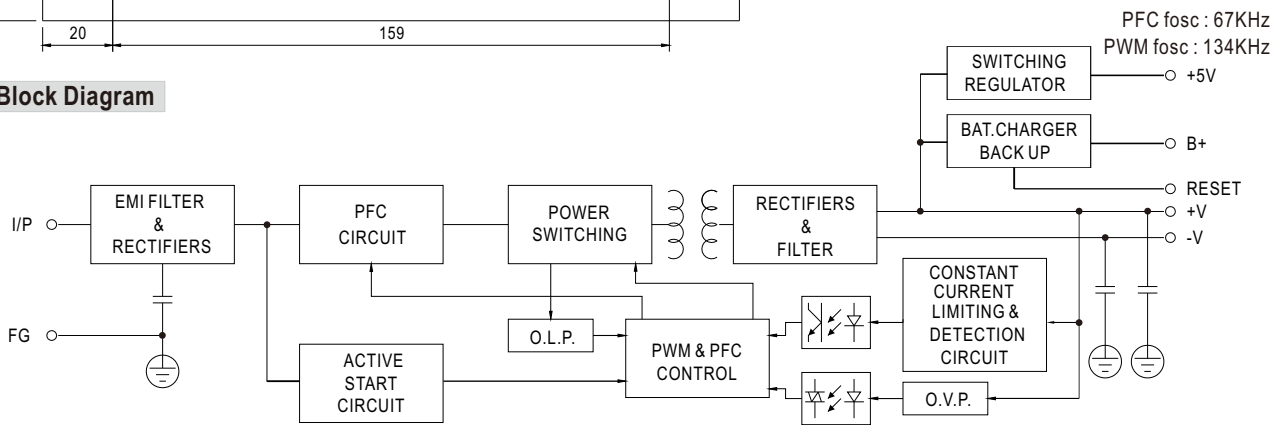 20
159
PFC fosc : 67KHz
PWM fosc : 134KHz
Block Diagram
SWITCHING
REGULATOR
+5V
BAT.CHARGER
BACK UP
B+
RESET
+V
-V
I/P
EMI FILTER
&
RECTIFIERS
PFC
CIRCUIT
POWER
SWITCHING
RECTIFIERS
&
FILTER
FG
O.L.P.
PWM & PFC
CONTROL
CONSTANT
CURRENT
LIMITING &
DETECTION
CIRCUIT
ACTIVE
START
CIRCUIT
O.V.P.